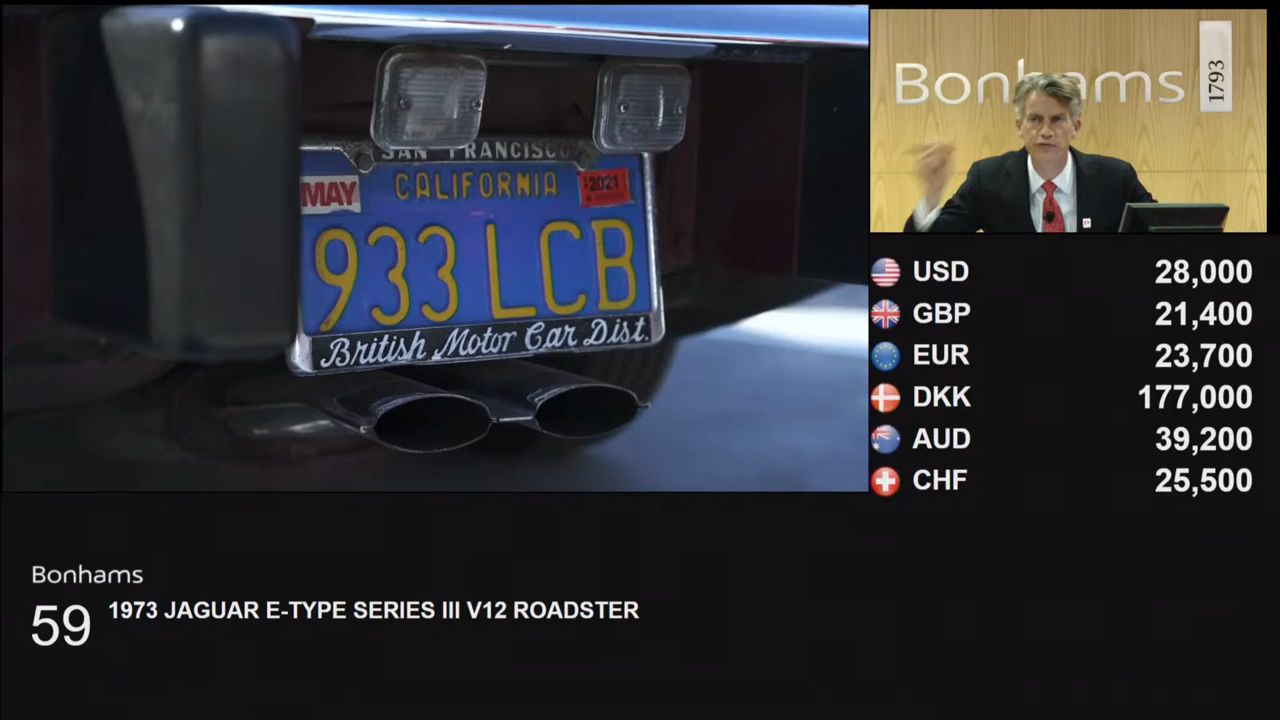 SAN FRANCISCO
MAY
CALIFORNIA
2021
933 LCB
British Motor Car Dist.
Bonhams
1793
USD 28,000
GBP 21,400
EUR 23,700
DKK 177,000
AUD 39,200
CHF 25,500
Bonhams
59 1973 JAGUAR E-TYPE SERIES III V12 ROADSTER